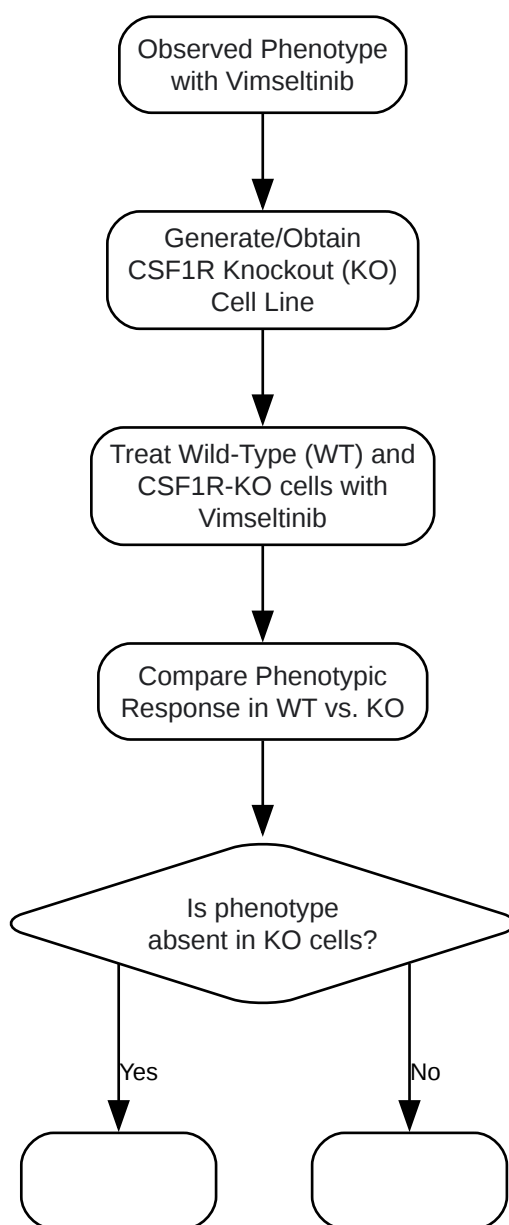 Observed Phenotype
with Vimseltinib
Generate/Obtain
CSF1R Knockout (KO)
Cell Line
Treat Wild-Type (WT) and
CSF1R-KO cells with
Vimseltinib
Compare Phenotypic
Response in WT vs. KO
Is phenotype
absent in KO cells?
Yes
No